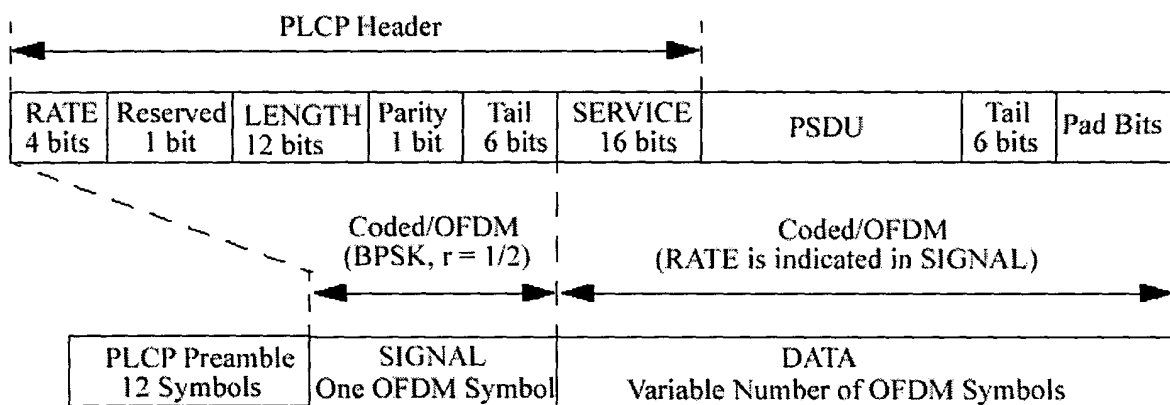 PLCP Header
RATE Reserved LENGTH Parity Tail SERVICE PSDU Tail Pad Bits
4 bits 1 bit 12 bits 1 bit 6 bits 16 bits 6 bits
Coded/OFDM Coded/OFDM
(BPSK, r = 1/2) (RATE is indicated in SIGNAL)
PLCP Preamble SIGNAL DATA
12 Symbols One OFDM Symbol Variable Number of OFDM Symbols